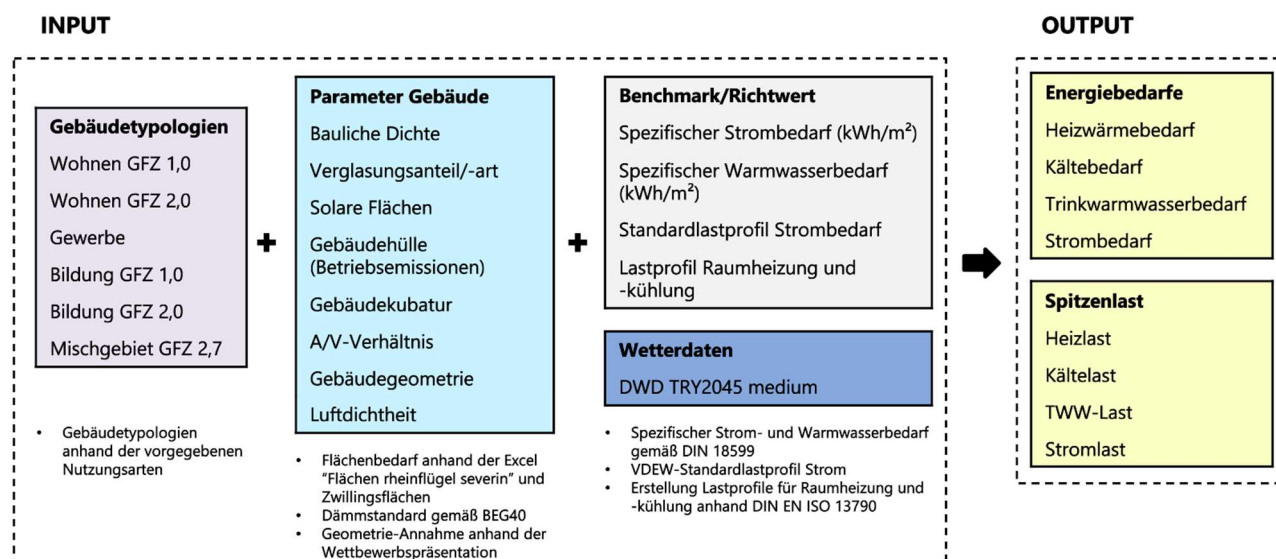 INPUT
Gebäudetypologien
Wohnen GFZ 1,0
Wohnen GFZ 2,0
Gewerbe
Bildung GFZ 1,0
Bildung GFZ 2,0
Mischgebiet GFZ 2,7
• Gebäudetypologien
anhand der vorgegebenen
Nutzungsarten
+
Parameter Gebäude
Bauliche Dichte
Verglasungsanteil/-art
Solare Flächen
Gebäudehülle
(Betriebsemissionen)
Gebäudekubatur
A/V-Verhältnis
Gebäudegeometrie
Luftdichtheit
• Flächenbedarf anhand der Excel
"Flächen rheinflügel severin" und
Zwillingsflächen
• Dämmstandard gemäß BEG40
• Geometrie-Annahme anhand der
Wettbewerbspräsentation
+
Benchmark/Richtwert
Spezifischer Strombedarf (kWh/m²)
Spezifischer Warmwasserbedarf
(kWh/m²)
Standardlastprofil Strombedarf
Lastprofil Raumheizung und
-kühlung
Wetterdaten
DWD TRY2045 medium
• Spezifischer Strom- und Warmwasserbedarf
gemäß DIN 18599
• VDEW-Standardlastprofil Strom
• Erstellung Lastprofile für Raumheizung und
-kühlung anhand DIN EN ISO 13790
OUTPUT
Energiebedarfe
Heizwärmebedarf
Kältebedarf
Trinkwarmwasserbedarf
Strombedarf
Spitzenlast
Heizlast
Kältelast
TWW-Last
Stromlast